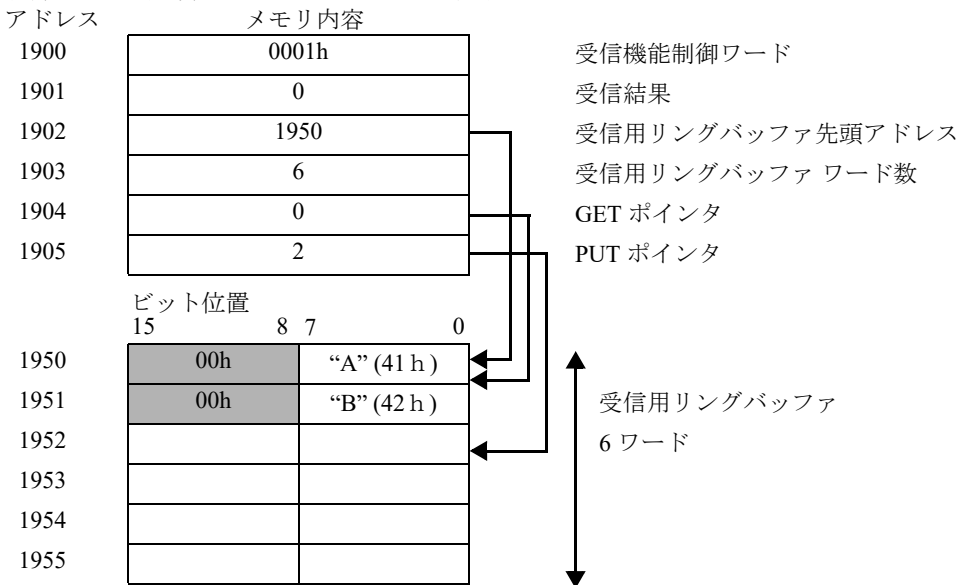 アドレス メモリ内容
1900 0001h 受信機能制御ワード
1901 0 受信結果
1902 1950 受信用リングバッファ先頭アドレス
1903 6 受信用リングバッファ ワード数
1904 0 GET ポインタ
1905 2 PUT ポインタ
ビット位置
15 8 7 0
1950 00h “A” (41ｈ)
1951 00h “B” (42ｈ) 受信用リングバッファ
1952 6 ワード
1953
1954
1955